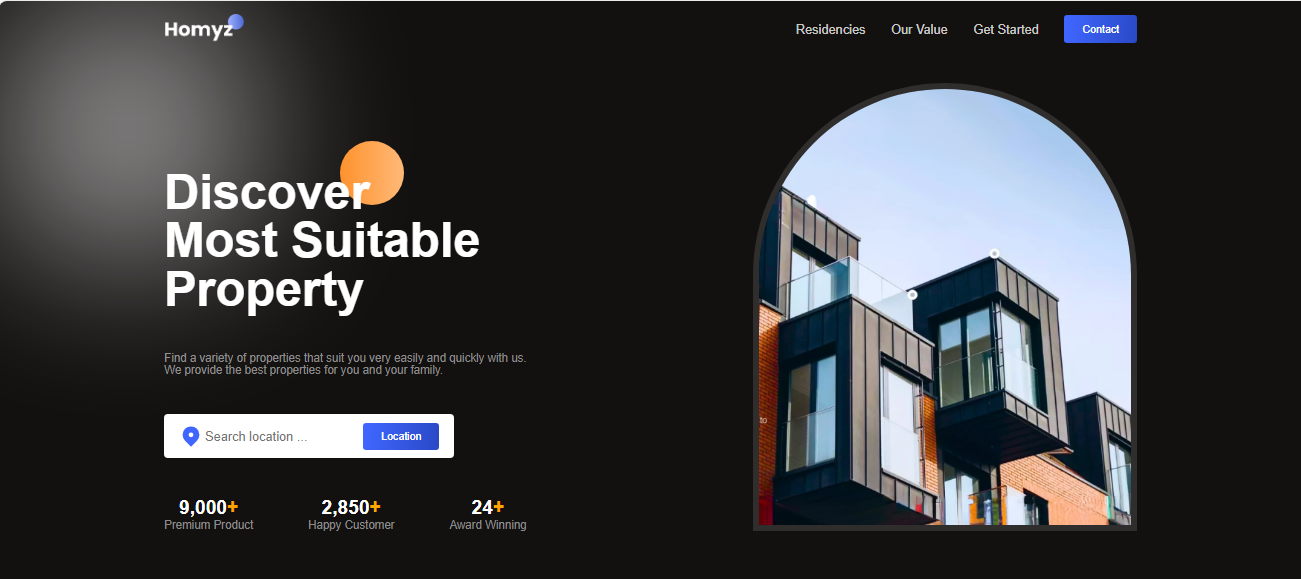 Homyz
Residencies
Our Value
Get Started
Contact
Discover
Most Suitable
Property
Find a variety of properties that suit you very easily and quickly with us.
We provide the best properties for you and your family.
Search location ...
Location
9,000+
2,850+
24+
Premium Product
Happy Customer
Award Winning
to